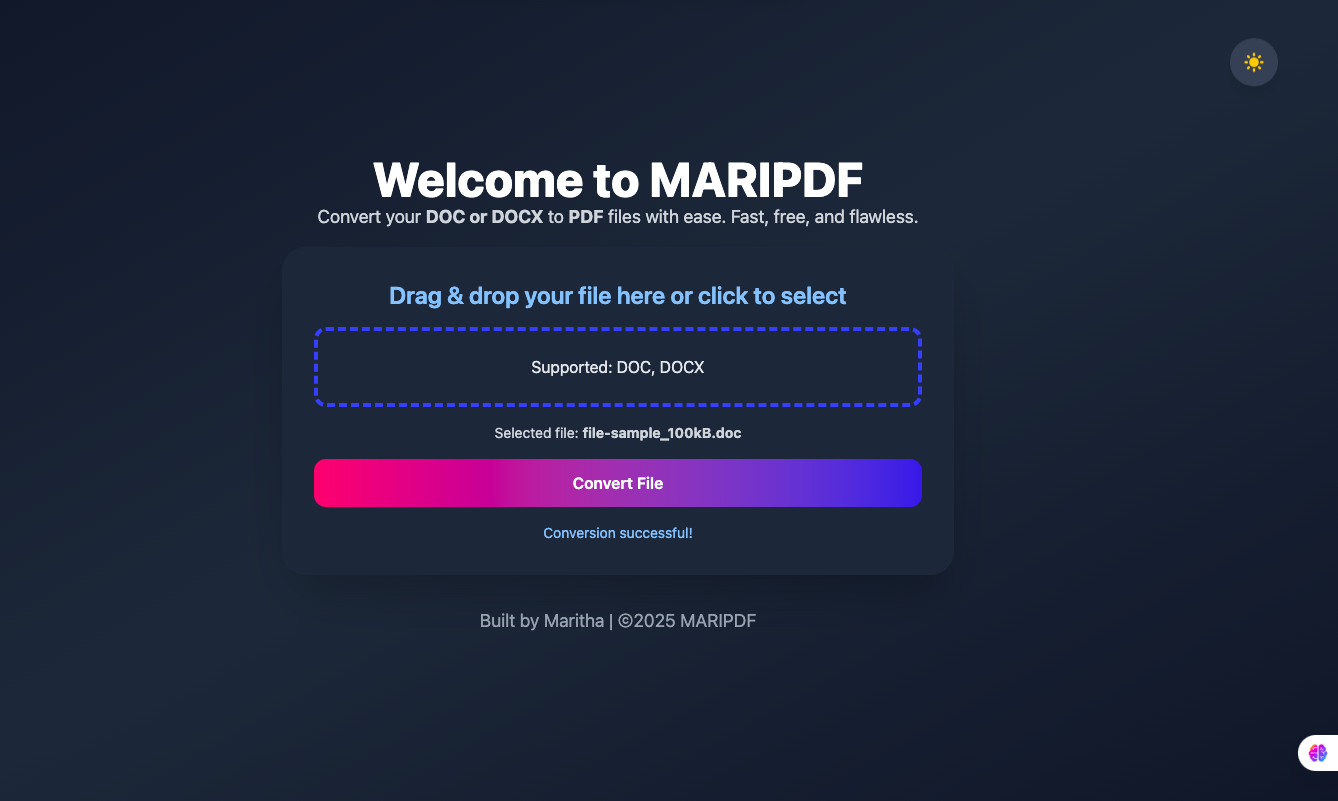 Welcome to MARIPDF
Convert your DOC or DOCX to PDF files with ease. Fast, free, and flawless.
Drag & drop your file here or click to select
Supported: DOC, DOCX
Selected file: file-sample_100kB.doc
Convert File
Conversion successful!
Built by Maritha | ©2025 MARIPDF